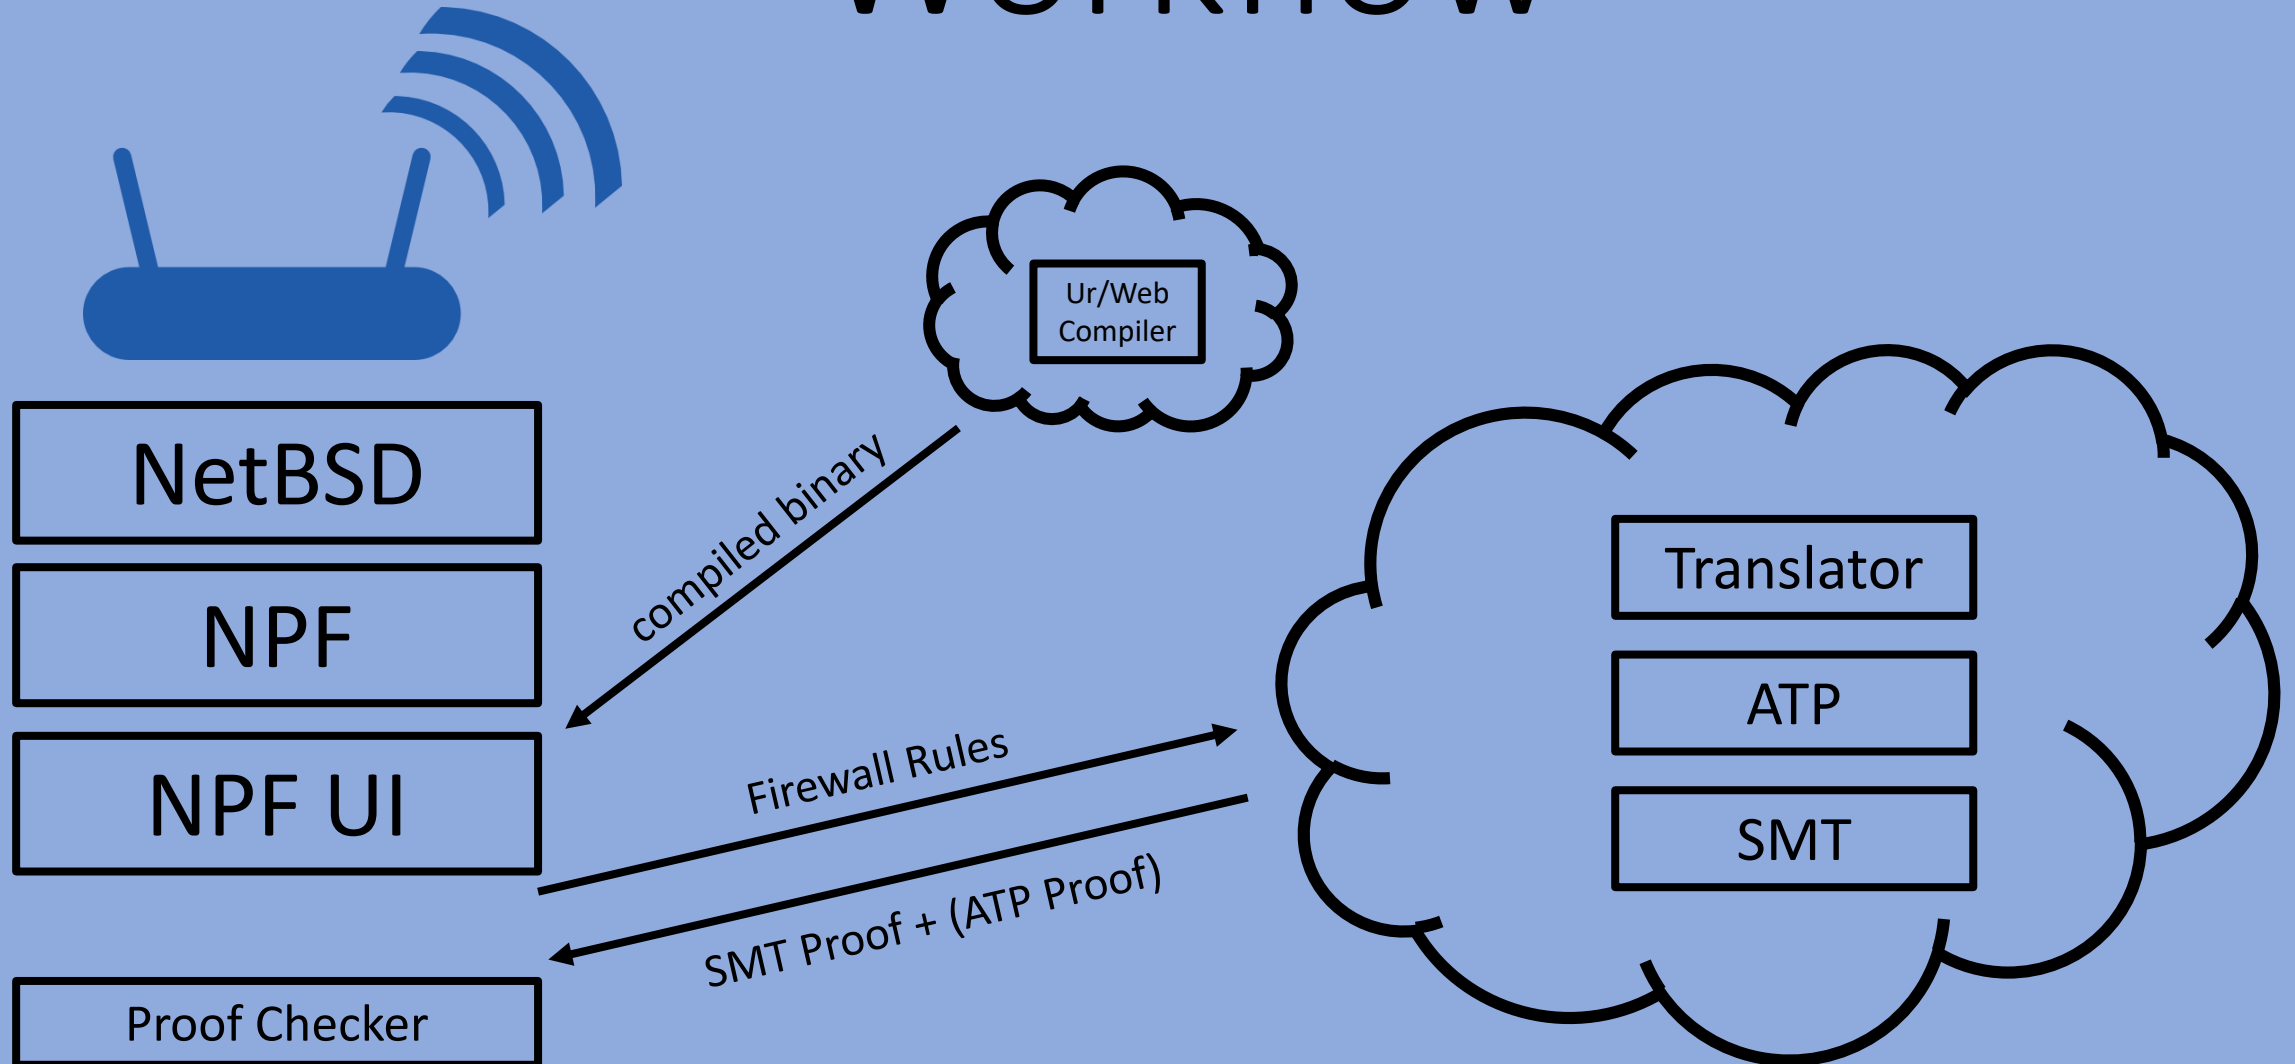 Workflow
Ur/Web
Compiler
NetBSD
compiled binary
Translator
NPF
ATP
Firewall Rules
NPF UI
SMT
SMT Proof + (ATP Proof)
Proof Checker